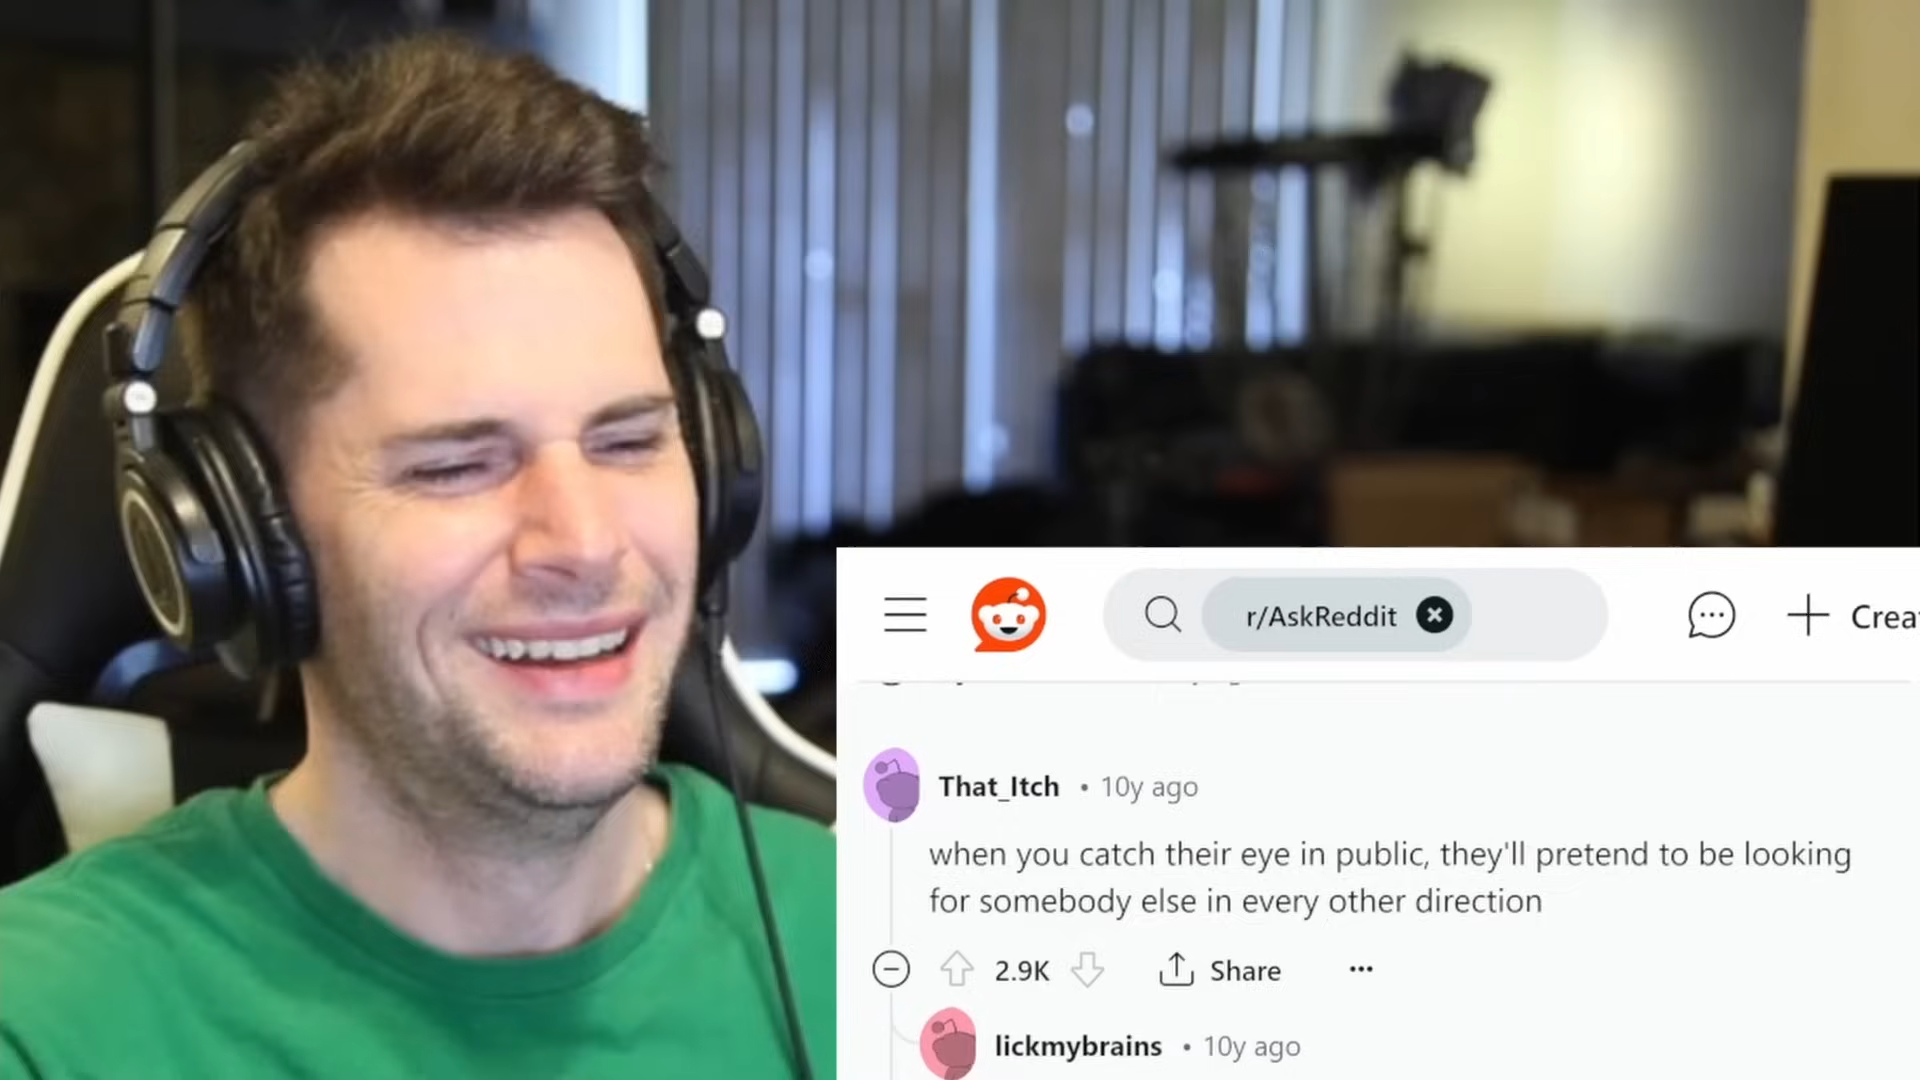 r/AskReddit
Crea
That_Itch • 10y ago
when you catch their eye in public, they'll pretend to be looking
for somebody else in every other direction
2.9K
Share
lickmybrains • 10y ago